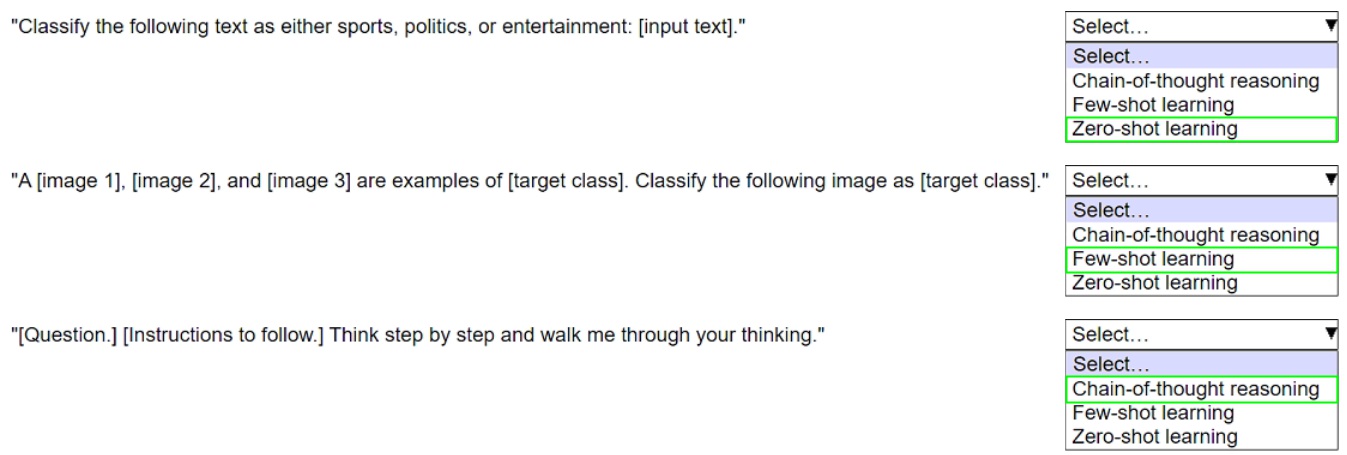 "Classify the following text as either sports, politics, or entertainment: [input text]."
Select...
Select...
Chain-of-thought reasoning
Few-shot learning
Zero-shot learning
"A [image 1], [image 2], and [image 3] are examples of [target class]. Classify the following image as [target class]."
Select...
Select...
Chain-of-thought reasoning
Few-shot learning
Zero-shot learning
"[Question.] [Instructions to follow.] Think step by step and walk me through your thinking."
Select...
Select...
Chain-of-thought reasoning
Few-shot learning
Zero-shot learning